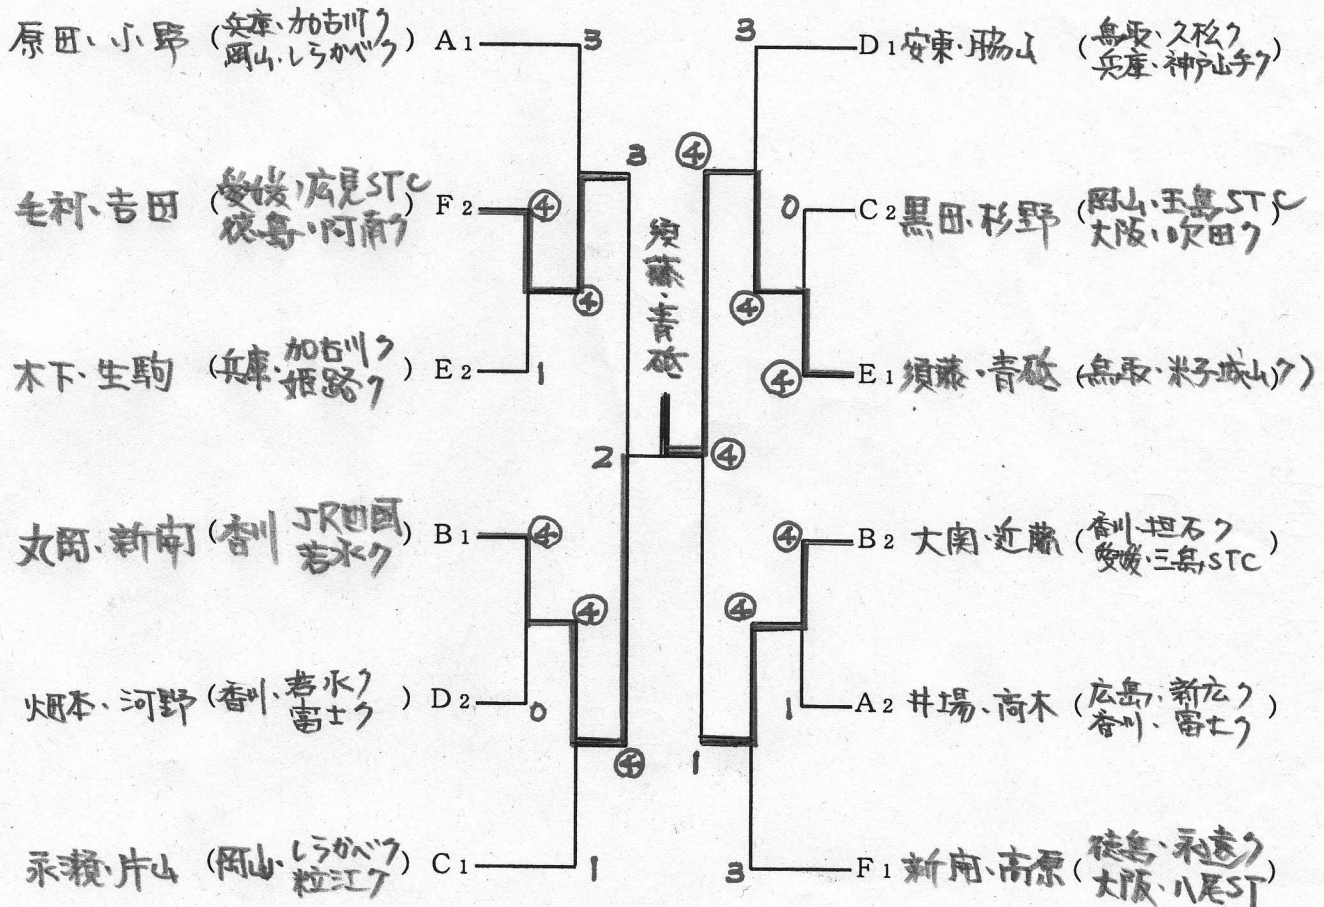 原田・小野 (兵庫・加古川ク
岡山・しらかべク) A1
3
毛利・吉田 (愛媛・広見STC
徳島・阿南ク) F2
④
3
④
木下・生駒 (兵庫・加古川ク
姫路ク) E2
1
2
丸岡・新南 (香川 JR四国
若水ク) B1
④
④
畑本・河野 (香川・若水ク
富士ク) D2
0
④
永瀬・片山 (岡山・しらかべク
粒江ク) C1
1
須藤・青砥
3
D1 安東・脇山 (鳥取・久松ク
兵庫・神戸山手ク)
④
0
C2 黒田・杉野 (岡山・玉島STC
大阪・吹田ク)
④
④
E1 須藤・青砥 (鳥取・米子城山ク)
④
④
B2 大関・近藤 (香川・垣石ク
愛媛・三島STC)
④
1
A2 井場・高木 (広島・新広ク
香川・富士ク)
1
3
F1 新南・高原 (徳島・
大阪・八尾ST)